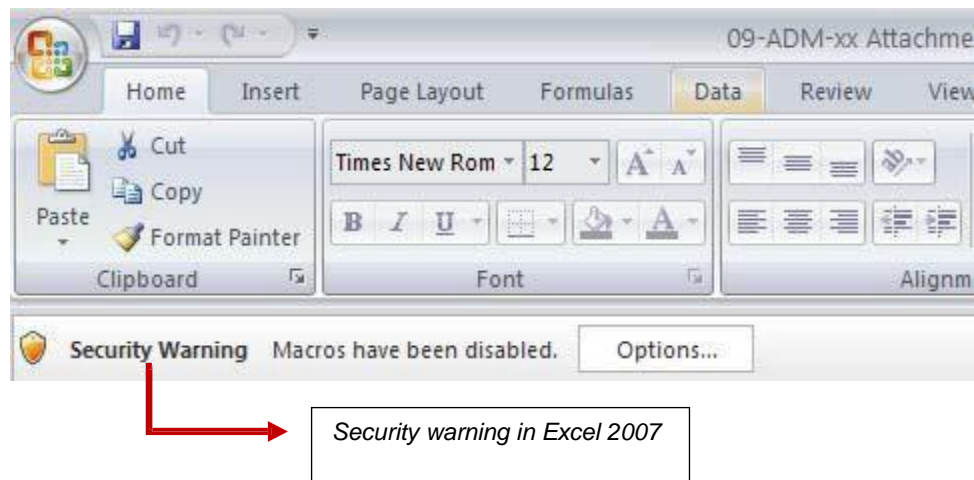 09-ADM-xx Attachme
Home Insert Page Layout Formulas Data Review View
Cut
Copy
Paste
Format Painter
Times New Rom 12 A A
B I U A
Clipboard Font Alignm
Security Warning Macros have been disabled. Options...
Security warning in Excel 2007